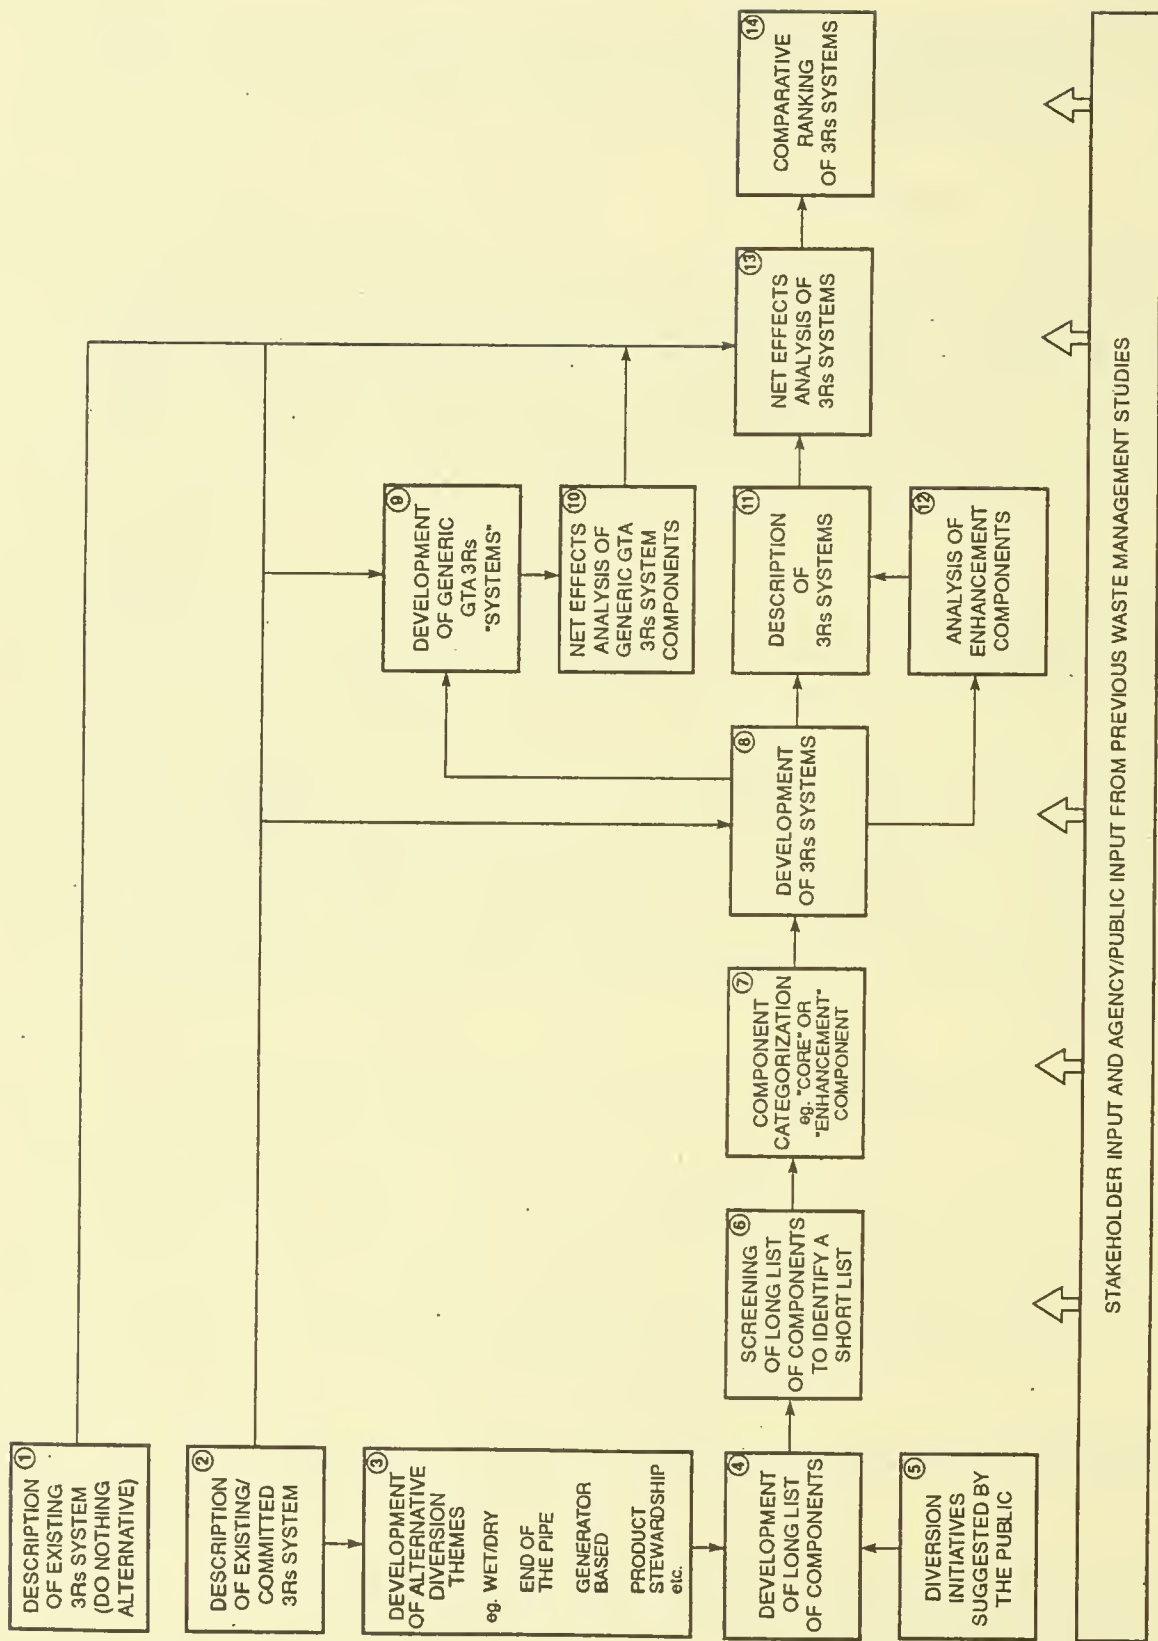 ①
DESCRIPTION
OF EXISTING
3Rs SYSTEM
(DO NOTHING
ALTERNATIVE)
②
DESCRIPTION
OF EXISTING/
COMMITTED
3Rs SYSTEM
③
DEVELOPMENT
OF ALTERNATIVE
DIVERSION
THEMES
eg. WET/DRY
END OF
THE PIPE
GENERATOR
BASED
PRODUCT
STEWARDSHIP
etc.
④
DEVELOPMENT
OF LONG LIST
OF COMPONENTS
⑤
DIVERSION
INITIATIVES
SUGGESTED BY
THE PUBLIC
⑥
SCREENING
OF LONG LIST
OF COMPONENTS
TO IDENTIFY A
SHORT LIST
⑦
COMPONENT
CATEGORIZATION
eg. "CORE" OR
"ENHANCEMENT"
COMPONENT
⑧
DEVELOPMENT
OF 3Rs SYSTEMS
⑨
DEVELOPMENT
OF GENERIC
GTA 3Rs
"SYSTEMS"
⑩
NET EFFECTS
ANALYSIS OF
GENERIC GTA
3Rs SYSTEM
COMPONENTS
⑪
DESCRIPTION
OF
3Rs SYSTEMS
⑫
ANALYSIS OF
ENHANCEMENT
COMPONENTS
⑬
NET EFFECTS
ANALYSIS OF
3Rs SYSTEMS
⑭
COMPARATIVE
RANKING
OF 3Rs SYSTEMS
STAKEHOLDER INPUT AND AGENCY/PUBLIC INPUT FROM PREVIOUS WASTE MANAGEMENT STUDIES